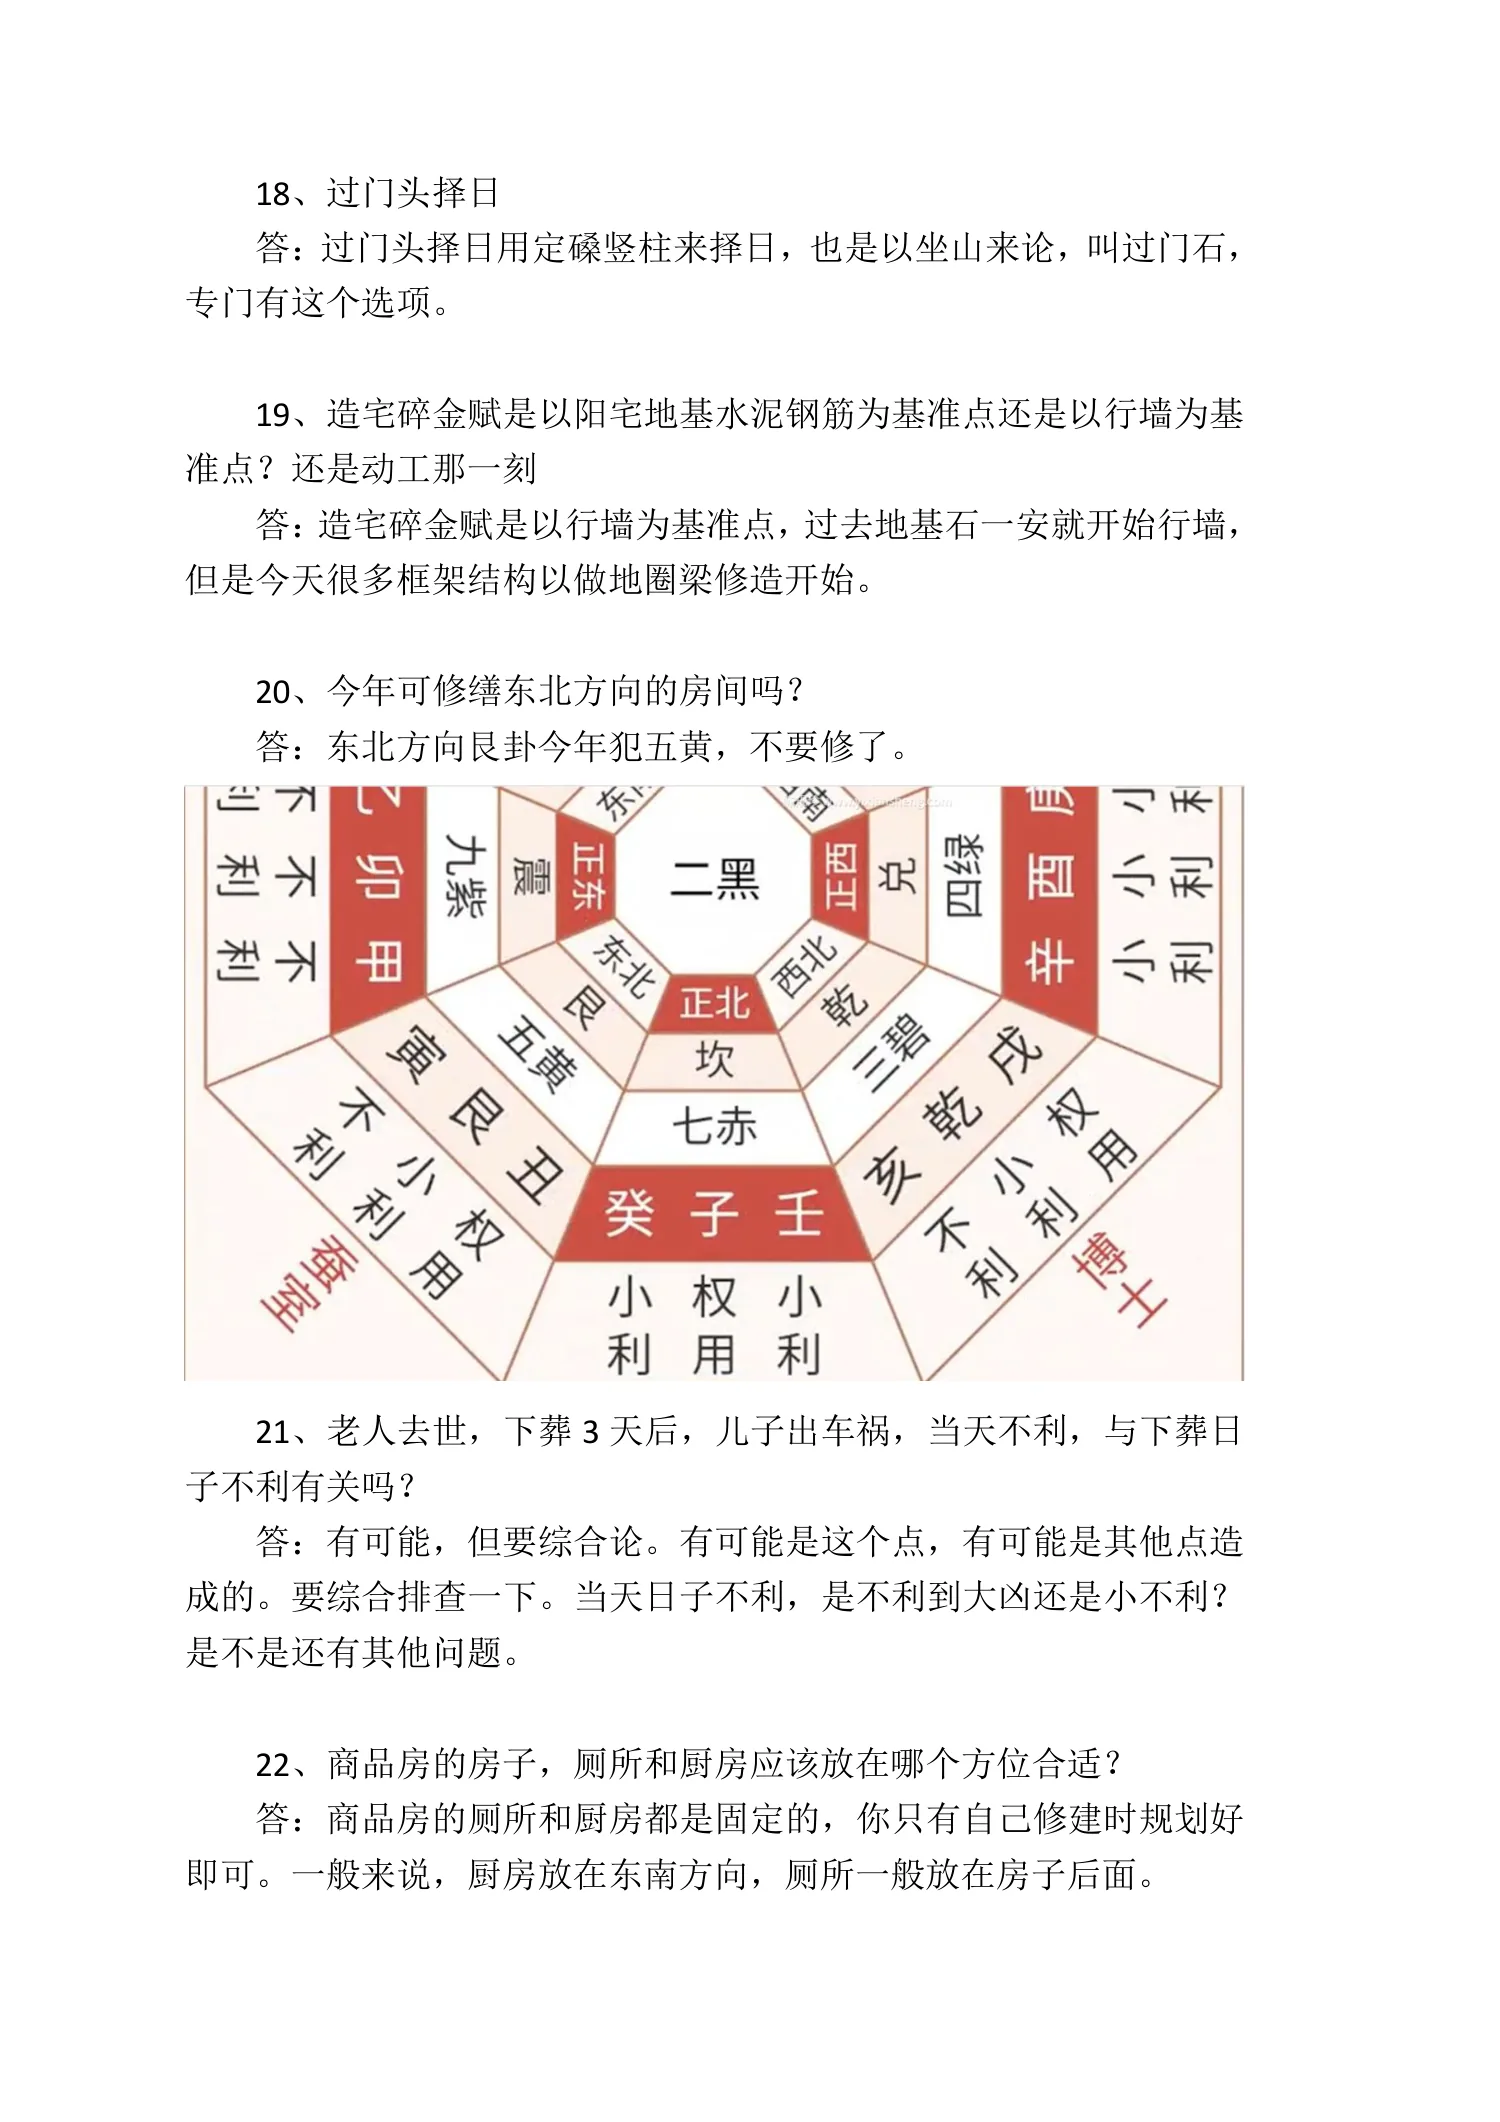 18、过门头择日
答：过门头择日用定磉竖柱来择日，也是以坐山来论，叫过门石，
专门有这个选项。
19、造宅碎金赋是以阳宅地基水泥钢筋为基准点还是以行墙为基
准点？还是动工那一刻
答：造宅碎金赋是以行墙为基准点，过去地基石一安就开始行墙，
但是今天很多框架结构以做地圈梁修造开始。
20、今年可修缮东北方向的房间吗？
答：东北方向艮卦今年犯五黄，不要修了。
二黑
正东
震
九紫
乙 卯 甲
不利 不利 不利
东北
艮
五黄
寅 艮 丑
不利 小利 权用
蚕室
正北
坎
七赤
癸 子 壬
小利 权用 小利
西北
乾
三碧
亥 乾 戌
不利 小利 权用
博士
正西
兑
四绿
庚 酉 辛
小利 小利 小利
21、老人去世，下葬 3 天后，儿子出车祸，当天不利，与下葬日
子不利有关吗？
答：有可能，但要综合论。有可能是这个点，有可能是其他点造
成的。要综合排查一下。当天日子不利，是不利到大凶还是小不利？
是不是还有其他问题。
22、商品房的房子，厕所和厨房应该放在哪个方位合适？
答：商品房的厕所和厨房都是固定的，你只有自己修建时规划好
即可。一般来说，厨房放在东南方向，厕所一般放在房子后面。